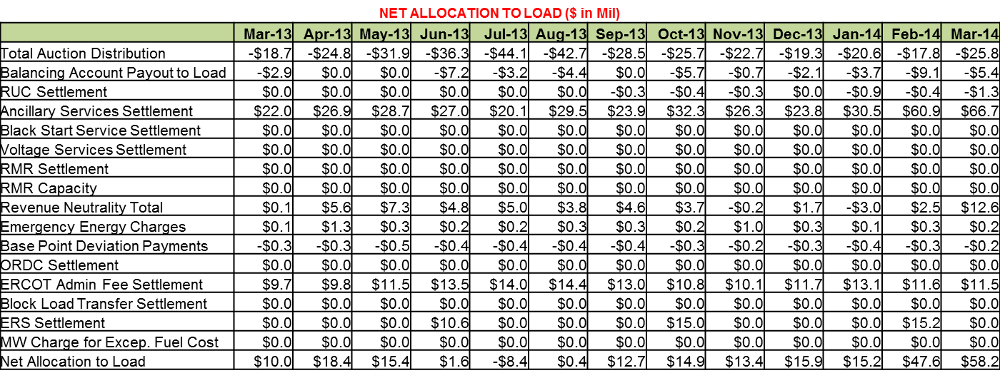 NET ALLOCATION TO LOAD ($ in Mil)
Mar-13 Apr-13 May-13 Jun-13 Jul-13 Aug-13 Sep-13 Oct-13 Nov-13 Dec-13 Jan-14 Feb-14 Mar-14
Total Auction Distribution -$18.7 -$24.8 -$31.9 -$36.3 -$44.1 -$42.7 -$28.5 -$25.7 -$22.7 -$19.3 -$20.6 -$17.8 -$25.8
Balancing Account Payout to Load -$2.9 $0.0 $0.0 -$7.2 -$3.2 -$4.4 $0.0 -$5.7 -$0.7 -$2.1 -$3.7 -$9.1 -$5.4
RUC Settlement $0.0 $0.0 $0.0 $0.0 $0.0 $0.0 -$0.3 -$0.4 -$0.3 $0.0 -$0.9 -$0.4 -$1.3
Ancillary Services Settlement $22.0 $26.9 $28.7 $27.0 $20.1 $29.5 $23.9 $32.3 $26.3 $23.8 $30.5 $60.9 $66.7
Black Start Service Settlement $0.0 $0.0 $0.0 $0.0 $0.0 $0.0 $0.0 $0.0 $0.0 $0.0 $0.0 $0.0 $0.0
Voltage Services Settlement $0.0 $0.0 $0.0 $0.0 $0.0 $0.0 $0.0 $0.0 $0.0 $0.0 $0.0 $0.0 $0.0
RMR Settlement $0.0 $0.0 $0.0 $0.0 $0.0 $0.0 $0.0 $0.0 $0.0 $0.0 $0.0 $0.0 $0.0
RMR Capacity $0.0 $0.0 $0.0 $0.0 $0.0 $0.0 $0.0 $0.0 $0.0 $0.0 $0.0 $0.0 $0.0
Revenue Neutrality Total $0.1 $5.6 $7.3 $4.8 $5.0 $3.8 $4.6 $3.7 -$0.2 $1.7 -$3.0 $2.5 $12.6
Emergency Energy Charges $0.1 $1.3 $0.3 $0.2 $0.2 $0.3 $0.3 $0.2 $1.0 $0.3 $0.1 $0.3 $0.2
Base Point Deviation Payments -$0.3 -$0.3 -$0.5 -$0.4 -$0.4 -$0.4 -$0.4 -$0.3 -$0.2 -$0.3 -$0.4 -$0.3 -$0.2
ORDC Settlement $0.0 $0.0 $0.0 $0.0 $0.0 $0.0 $0.0 $0.0 $0.0 $0.0 $0.0 $0.0 $0.0
ERCOT Admin Fee Settlement $9.7 $9.8 $11.5 $13.5 $14.0 $14.4 $13.0 $10.8 $10.1 $11.7 $13.1 $11.6 $11.5
Block Load Transfer Settlement $0.0 $0.0 $0.0 $0.0 $0.0 $0.0 $0.0 $0.0 $0.0 $0.0 $0.0 $0.0 $0.0
ERS Settlement $0.0 $0.0 $0.0 $10.6 $0.0 $0.0 $0.0 $15.0 $0.0 $0.0 $0.0 $15.2 $0.0
MW Charge for Excep. Fuel Cost $0.0 $0.0 $0.0 $0.0 $0.0 $0.0 $0.0 $0.0 $0.0 $0.0 $0.0 $0.0 $0.0
Net Allocation to Load $10.0 $18.4 $15.4 $1.6 -$8.4 $0.4 $12.7 $14.9 $13.4 $15.9 $15.2 $47.6 $58.2